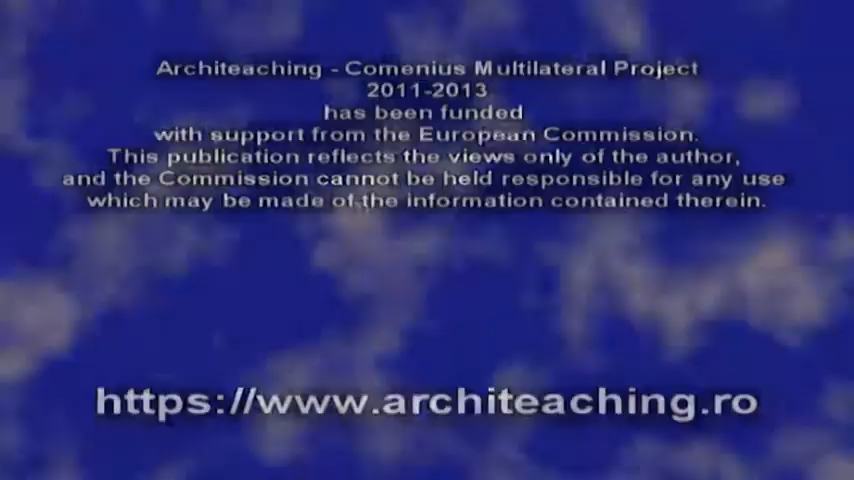 Architeaching - Comenius Multilateral Project
2011-2013
has been funded
with support from the European Commission.
This publication reflects the views only of the author,
and the Commission cannot be held responsible for any use
which may be made of the information contained therein.
https://www.architeaching.ro